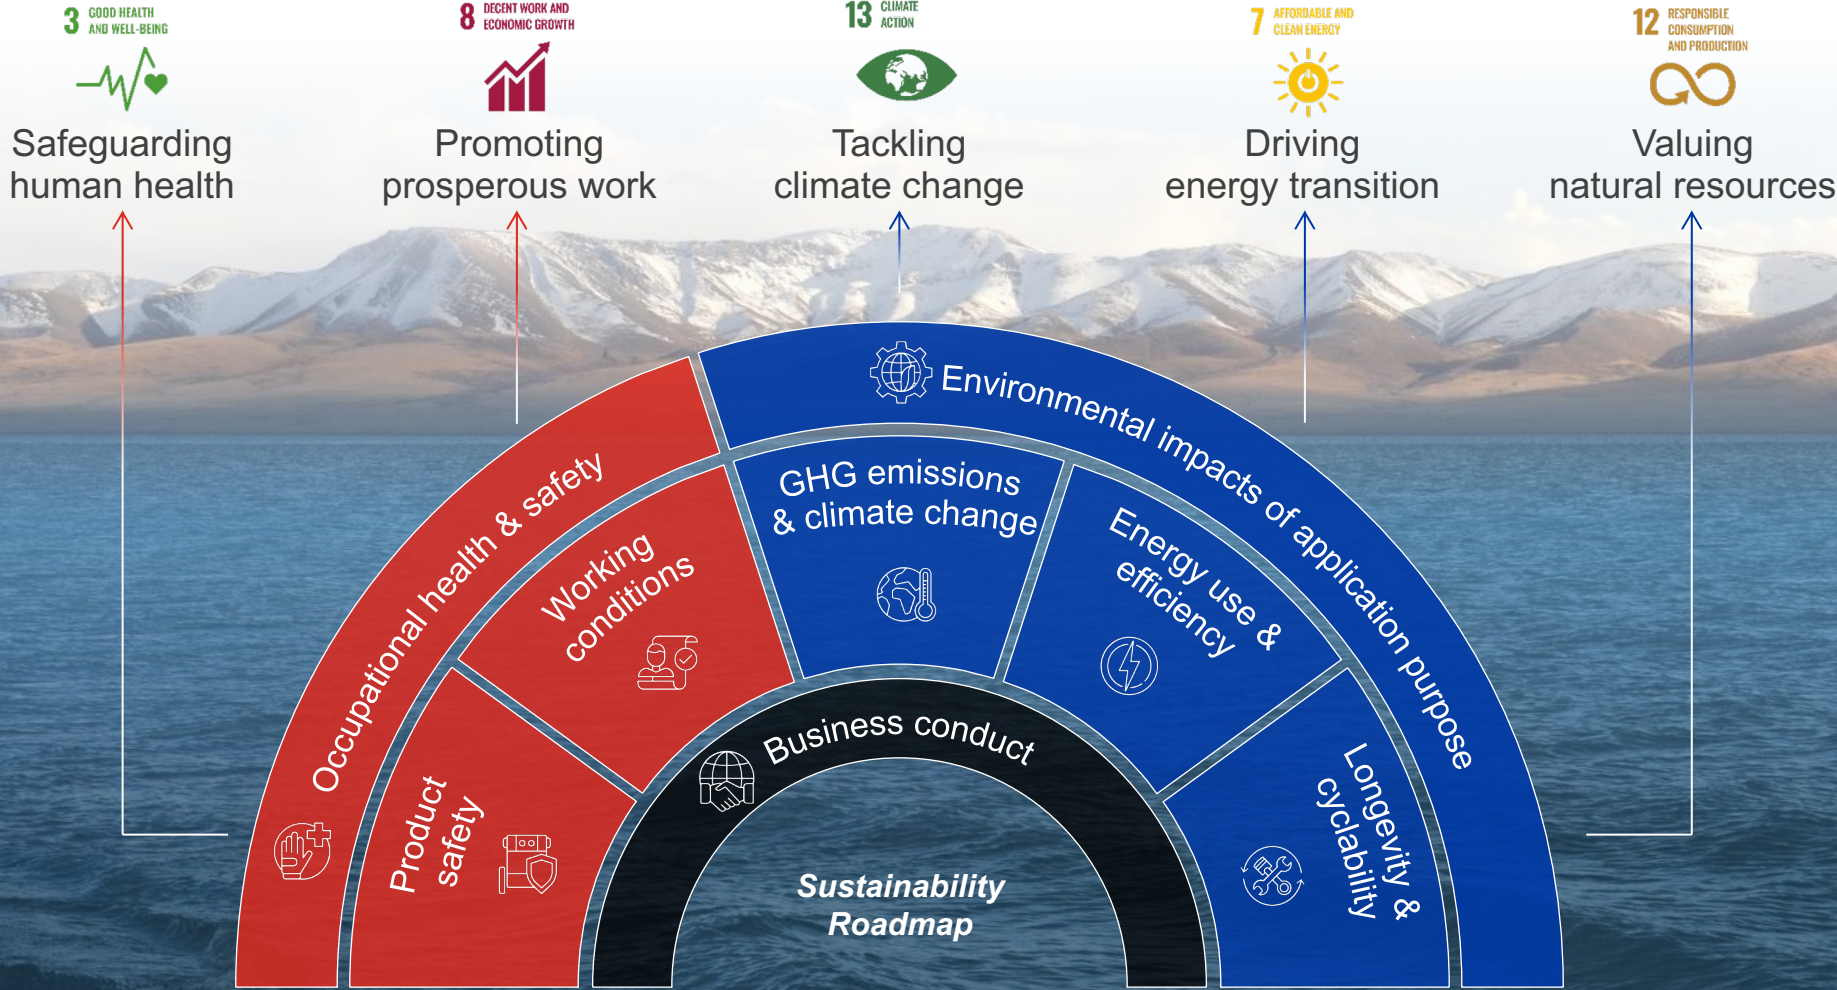 3 GOOD HEALTH
AND WELL-BEING
Safeguarding
human health
8 DECENT WORK AND
ECONOMIC GROWTH
Promoting
prosperous work
13 CLIMATE
ACTION
Tackling
climate change
7 AFFORDABLE AND
CLEAN ENERGY
Driving
energy transition
12 RESPONSIBLE
CONSUMPTION
AND PRODUCTION
Valuing
natural resources
Occupational health & safety
Environmental impacts of application purpose
Product
safety
Working
conditions
GHG emissions
& climate change
Energy use &
efficiency
Longevity &
cyclability
Business conduct
Sustainability
Roadmap